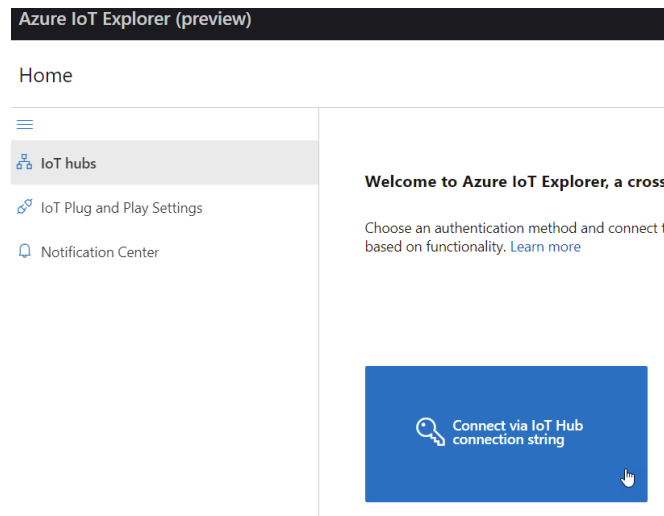 Azure IoT Explorer (preview)
Home
IoT hubs
IoT Plug and Play Settings
Notification Center
Welcome to Azure IoT Explorer, a cross
Choose an authentication method and connect t
based on functionality. Learn more
Connect via IoT Hub
connection string